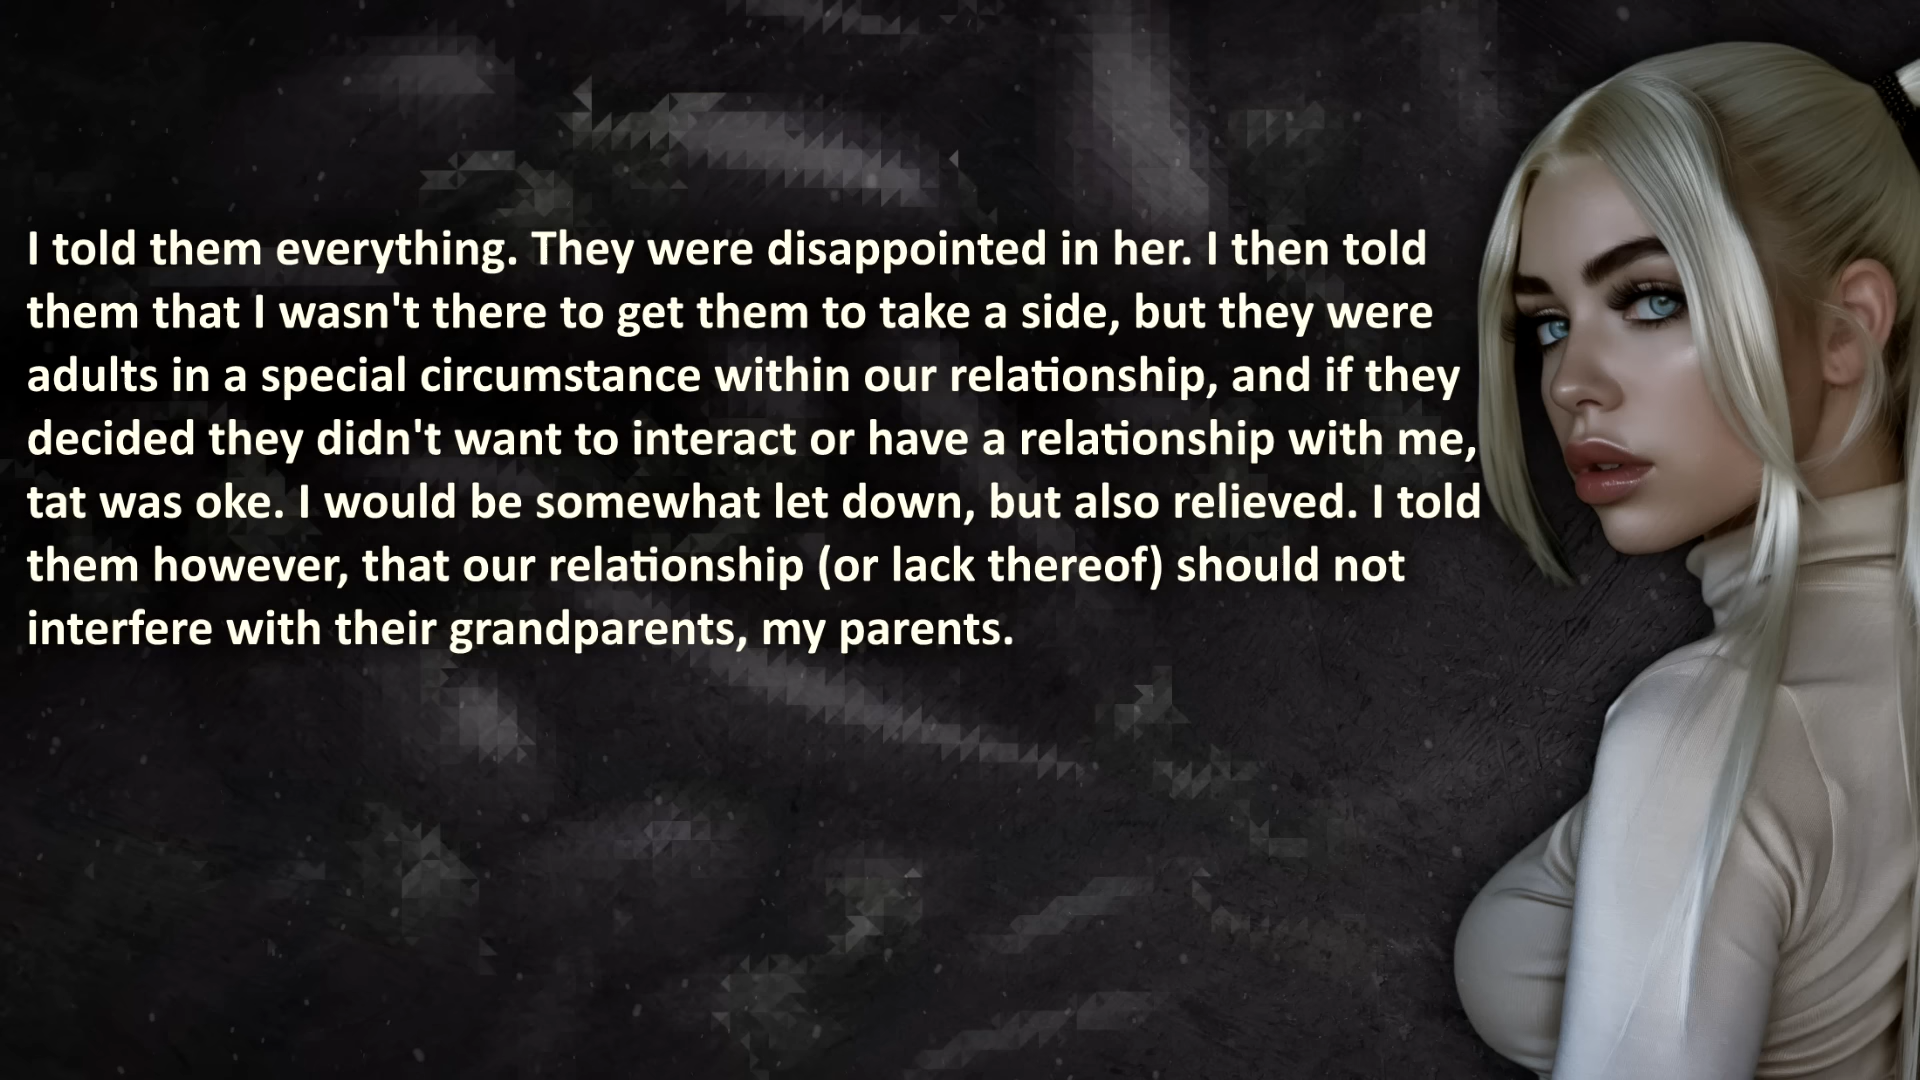 I told them everything. They were disappointed in her. I then told
them that I wasn't there to get them to take a side, but they were
adults in a special circumstance within our relationship, and if they
decided they didn't want to interact or have a relationship with me,
tat was oke. I would be somewhat let down, but also relieved. I told
them however, that our relationship (or lack thereof) should not
interfere with their grandparents, my parents.